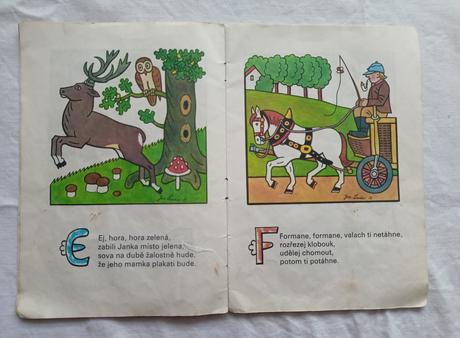 E
Ej, hora, hora zelená,
zabili Janka místo jelena,
sova na dubě žalostně hude,
že jeho mamka plakati bude.
F
Formane, formane, valach ti netáhne,
rozřezej klobouk,
udělej chomout,
potom ti potáhne.